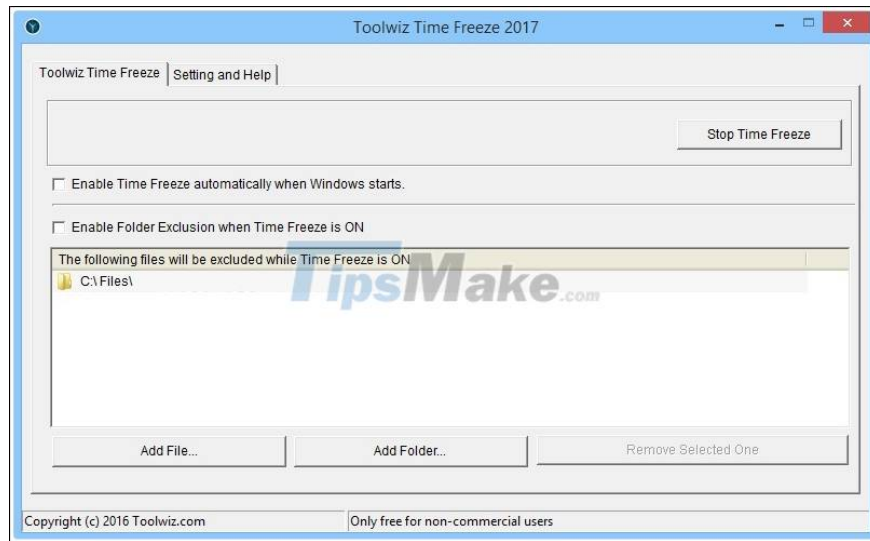 Toolwiz Time Freeze 2017
Toolwiz Time Freeze
Setting and Help
Stop Time Freeze
Enable Time Freeze automatically when Windows starts.
Enable Folder Exclusion when Time Freeze is ON
The following files will be excluded while Time Freeze is ON
C:\Files\
TipsMake.com
Add File...
Add Folder...
Remove Selected One
Copyright (c) 2016 Toolwiz.com
Only free for non-commercial users